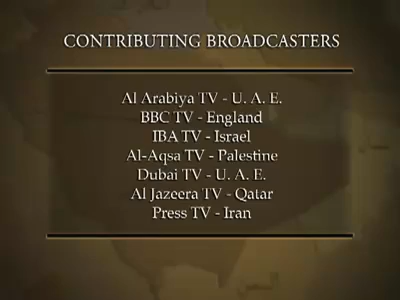 CONTRIBUTING BROADCASTERS
Al Arabiya TV - U. A. E.
BBC TV - England
IBA TV - Israel
Al-Aqsa TV - Palestine
Dubai TV - U. A. E.
Al Jazeera TV - Qatar
Press TV - Iran